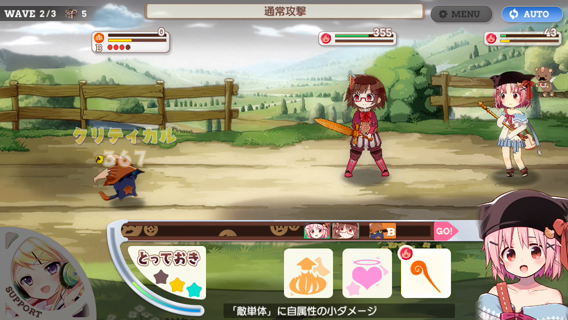 WAVE 2/3 5
通常攻撃
MENU
AUTO
0
355
43
B
クリティカル
367
B
GO!
とっておき
SUPPORT
「敵単体」に自属性の小ダメージ